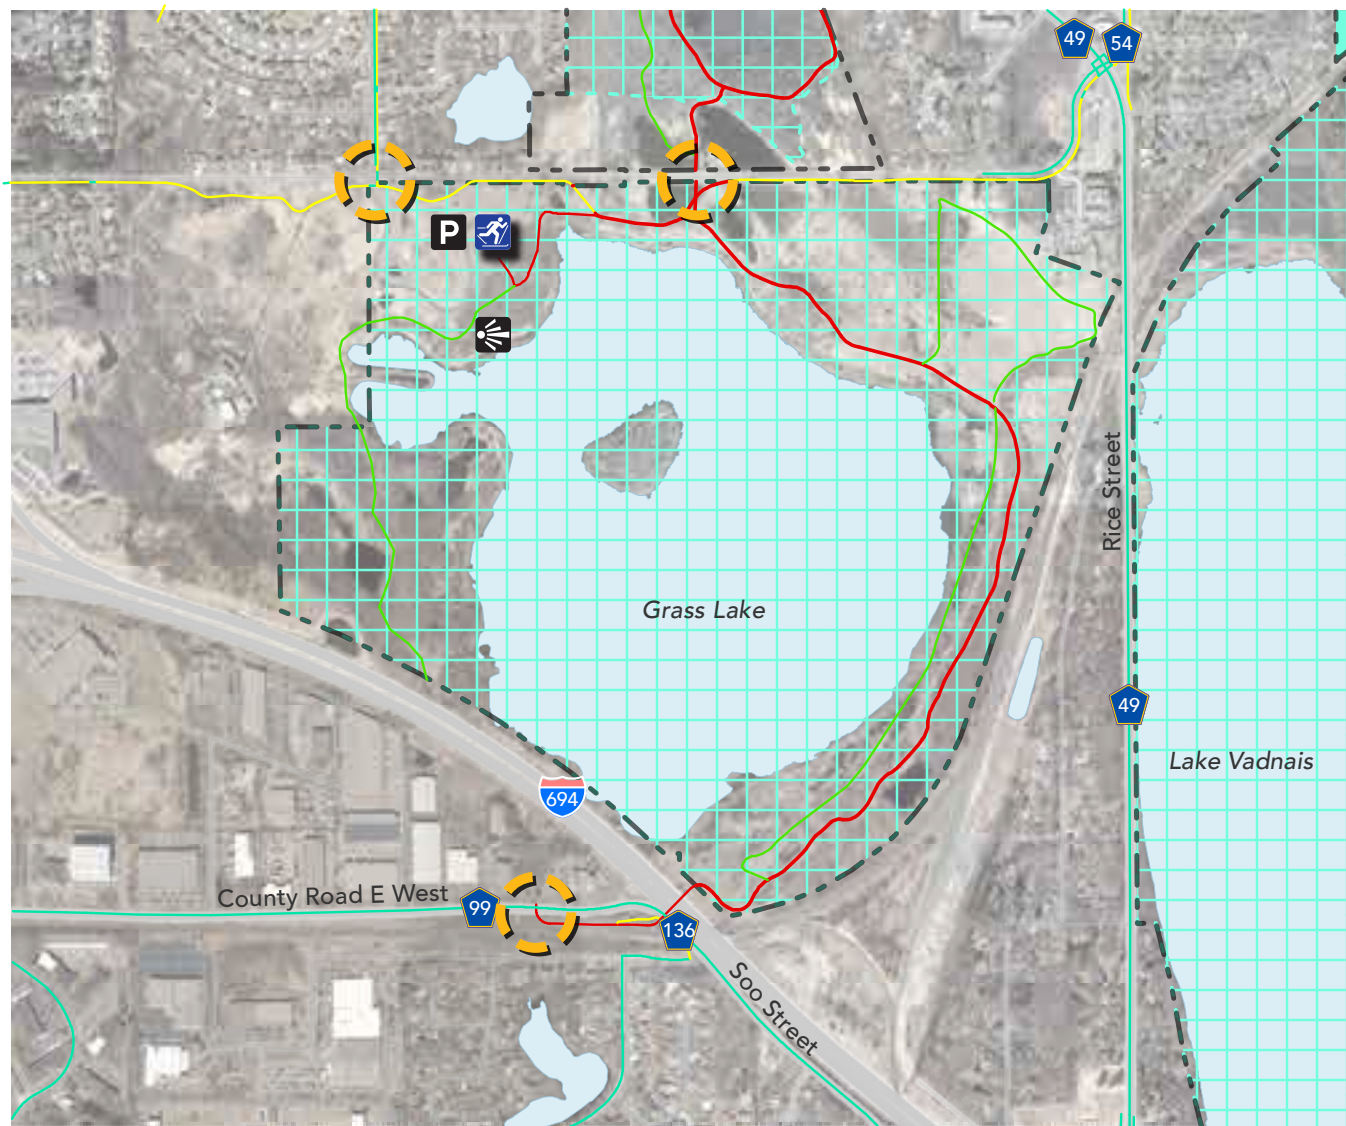 49
54
P
Rice Street
Grass Lake
49
Lake Vadnais
694
County Road E West
99
136
Soo Street